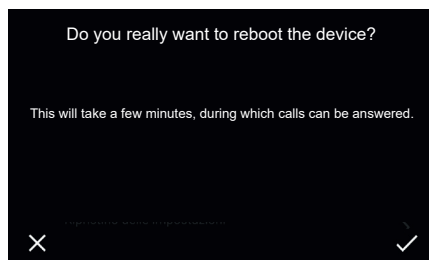 Do you really want to reboot the device?
This will take a few minutes, during which calls can be answered.